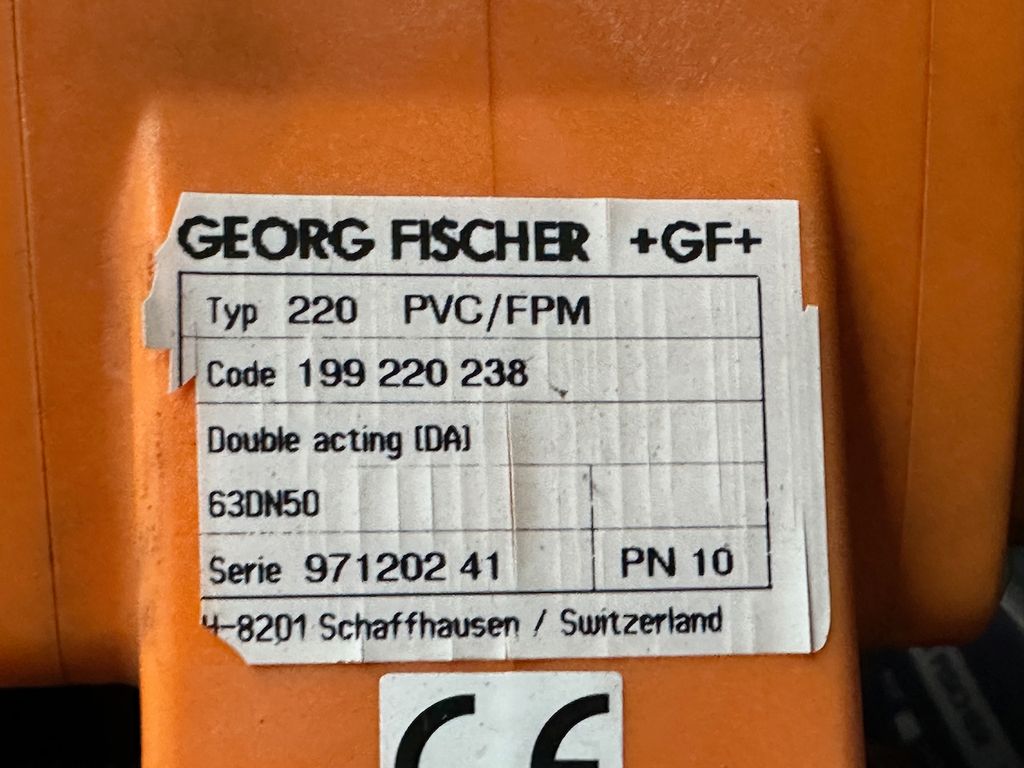 GEORG FISCHER +GF+
Typ 220 PVC/FPM
Code 199 220 238
Double acting (DA)
63DN50
Serie 971202 41 PN 10
H-8201 Schaffhausen / Switzerland
CE